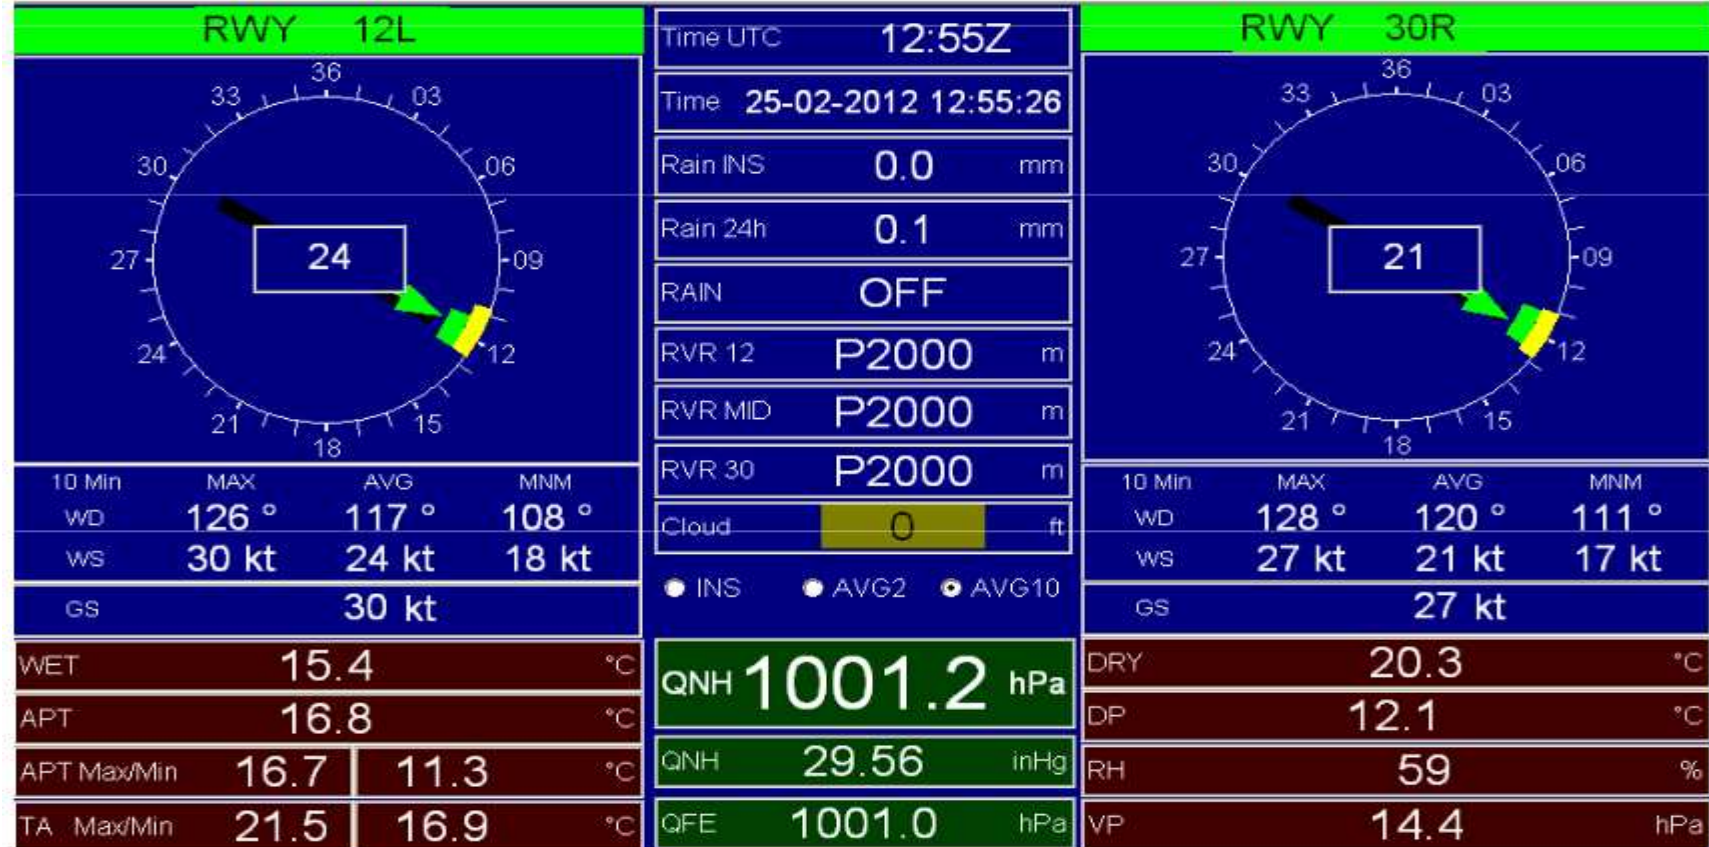 RWY 12L
36
33 03
30 06
24
27 09
24 12
21 15
18
10 Min MAX AVG MNM
WD 126 ° 117 ° 108 °
WS 30 kt 24 kt 18 kt
GS 30 kt
WET 15.4 °C
APT 16.8 °C
APT Max/Min 16.7 11.3 °C
TA Max/Min 21.5 16.9 °C
Time UTC 12:55Z
Time 25-02-2012 12:55:26
Rain INS 0.0 mm
Rain 24h 0.1 mm
RAIN OFF
RVR 12 P2000 m
RVR MID P2000 m
RVR 30 P2000 m
Cloud 0 ft
INS AVG2 AVG10
QNH 1001.2 hPa
QNH 29.56 inHg
QFE 1001.0 hPa
RWY 30R
36
33 03
30 06
21
27 09
24 12
21 15
18
10 Min MAX AVG MNM
WD 128 ° 120 ° 111 °
WS 27 kt 21 kt 17 kt
GS 27 kt
DRY 20.3 °C
DP 12.1 °C
RH 59 %
VP 14.4 hPa